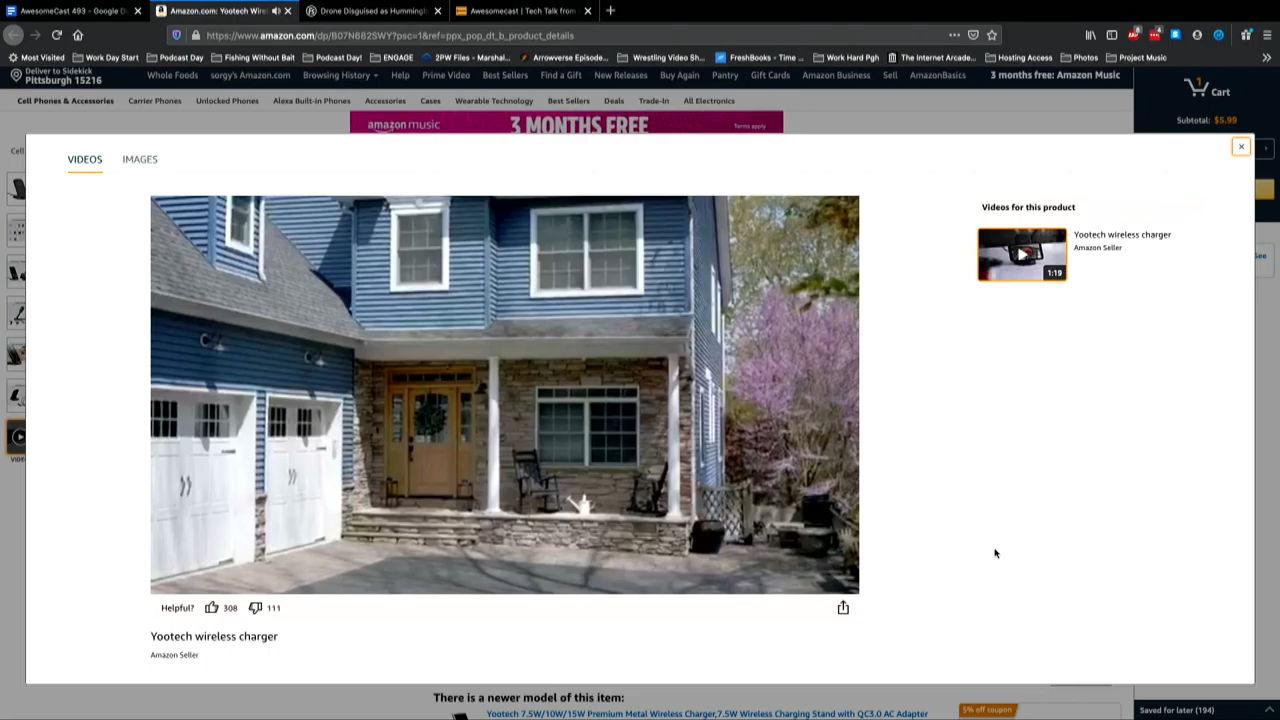 AwesomeCast 493 - Google D
Amazon.com: Yootech Wire
Drone Disguised as Hummingb
Awesomecast | Tech Talk from
https://www.amazon.com/dp/B07N682SWY?psc=1&ref=ppx_pop_dt_b_product_details
Most Visited Work Day Start Podcast Day Fishing Without Bait Podcast Day! ENGAGE 2PW Files - Marshal... Arrowverse Episode... Wrestling Video Sh... FreshBooks - Time ... Work Hard Pgh The Internet Arcade... Hosting Access Photos Project Music
Deliver to Sidekick
Pittsburgh 15216
Whole Foods sorgy's Amazon.com Browsing History Help Prime Video Best Sellers Find a Gift New Releases Buy Again Pantry Gift Cards Amazon Business Sell AmazonBasics 3 months free: Amazon Music
1
Cart
Cell Phones & Accessories Carrier Phones Unlocked Phones Alexa Built-in Phones Accessories Cases Wearable Technology Best Sellers Deals Trade-In All Electronics
Subtotal: $5.99
amazon music 3 MONTHS FREE Terms apply
Cell
VIDEOS IMAGES
Videos for this product
Yootech wireless charger
Amazon Seller
1:19
See
VIDE
Helpful? 308 111
Yootech wireless charger
Amazon Seller
There is a newer model of this item:
Yootech 7.5W/10W/15W Premium Metal Wireless Charger,7.5W Wireless Charging Stand with QC3.0 AC Adapter
5% off coupon
Saved for later (194)